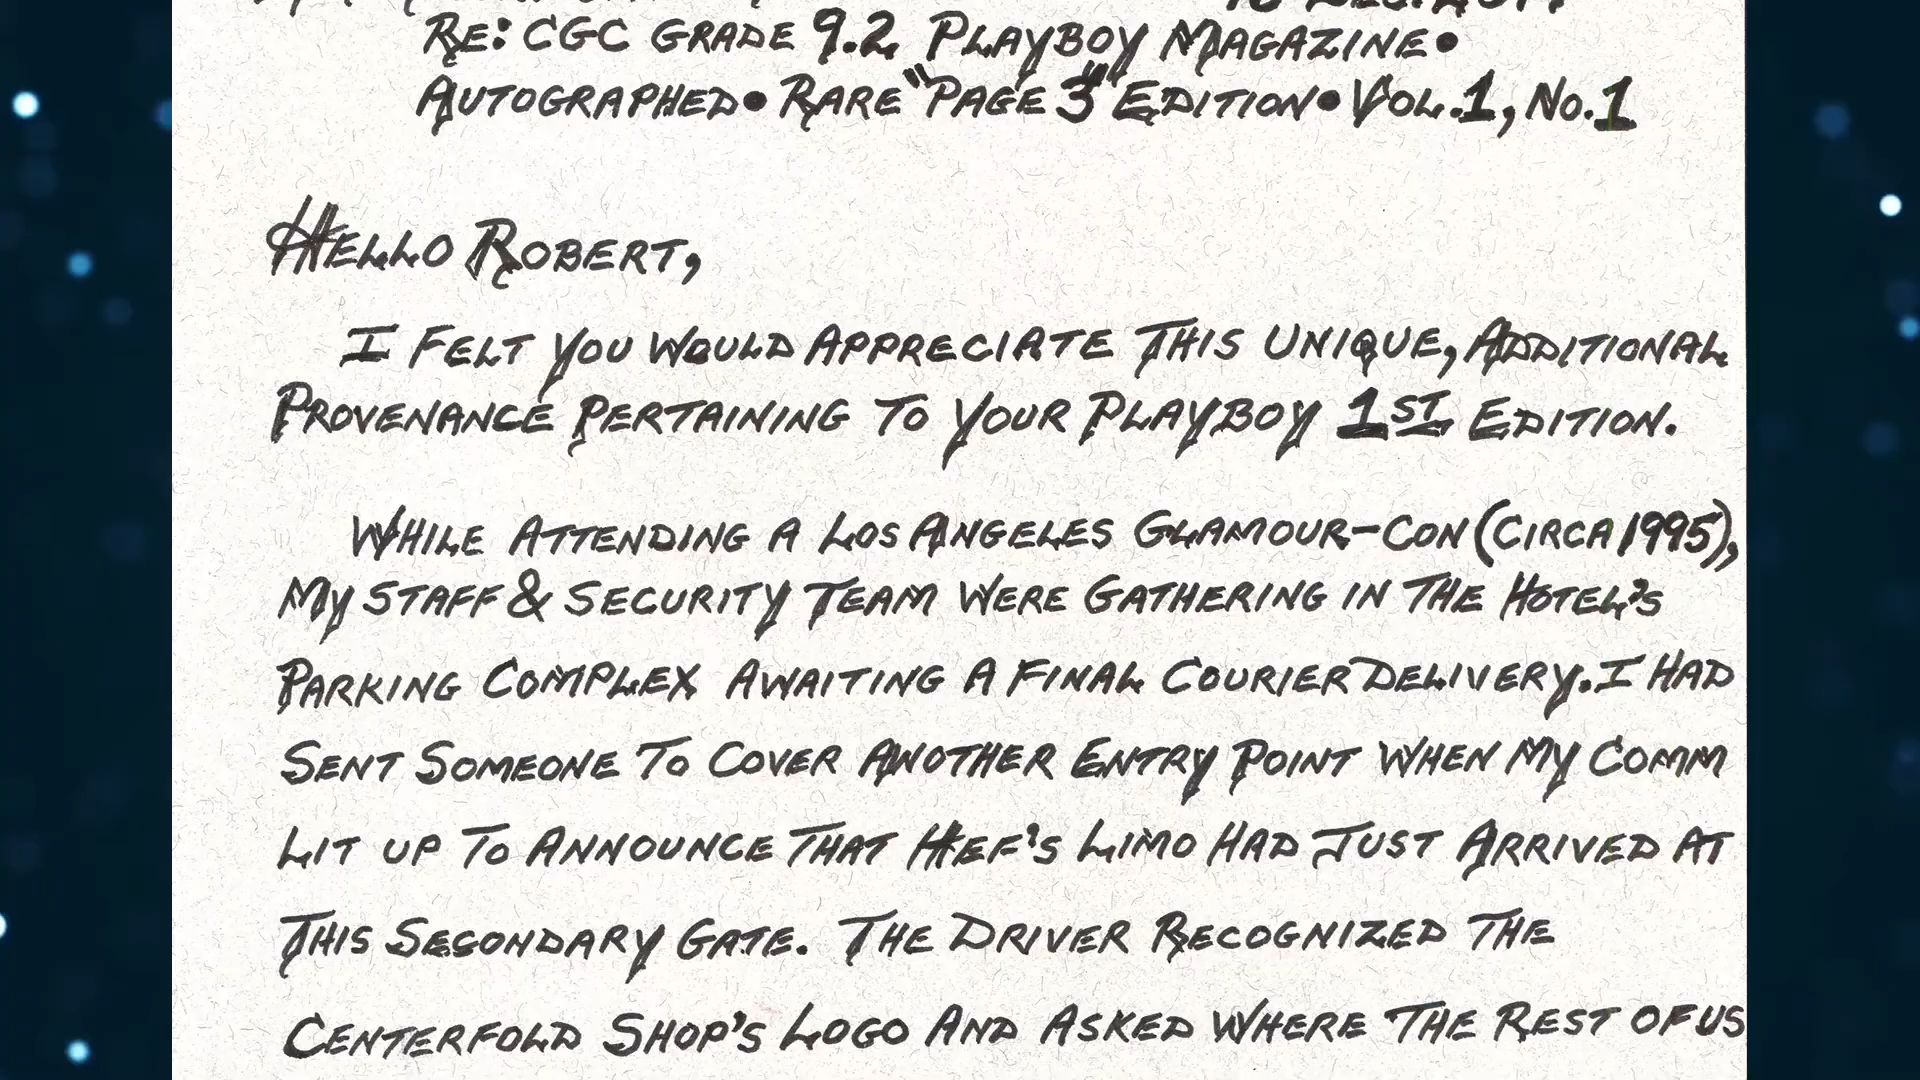 Re: CGC Grade 9.2 Playboy Magazine •
Autographed • Rare "Page 3" Edition • Vol. 1, No. 1
Hello Robert,
I felt you would appreciate this unique, additional
provenance pertaining to your Playboy 1st Edition.
While attending a Los Angeles Glamour-Con (circa 1995),
my staff & security team were gathering in the hotel's
parking complex awaiting a final courier delivery. I had
sent someone to cover another entry point when my comm
lit up to announce that Hef's limo had just arrived at
this secondary gate. The driver recognized the
Centerfold Shop's logo and asked where the rest of us